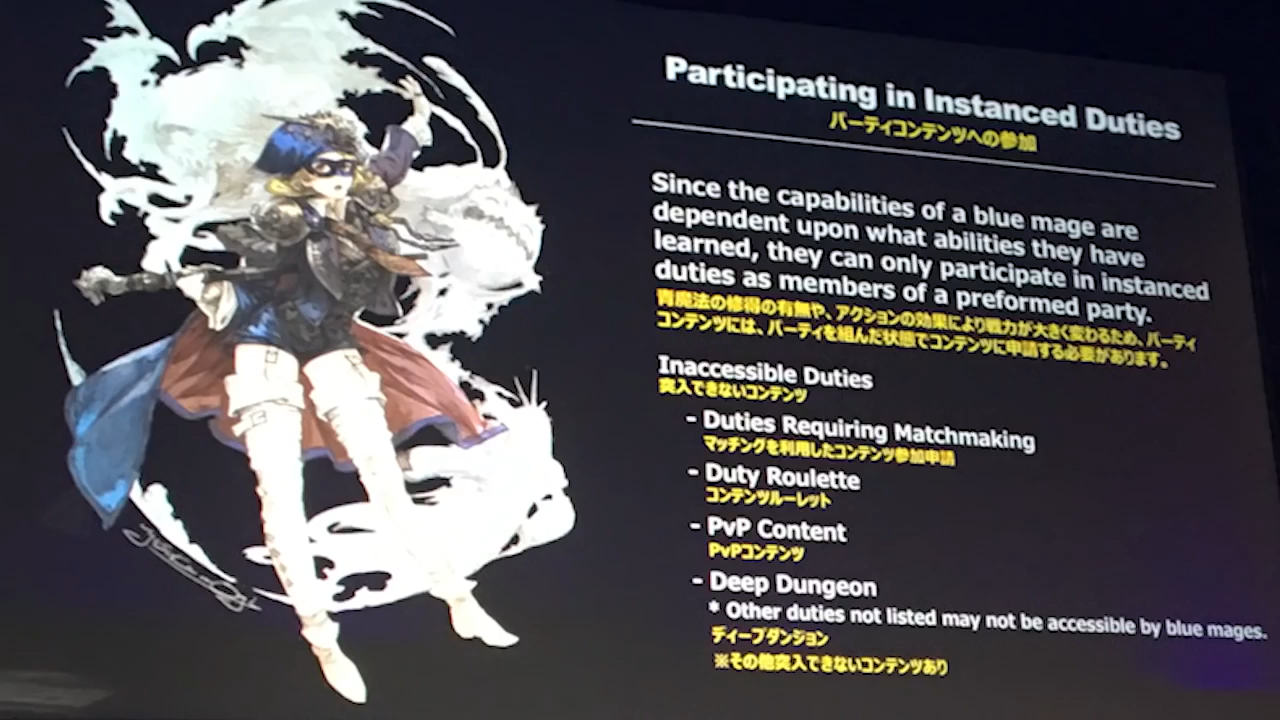 Participating in Instanced Duties
パーティコンテンツへの参加
Since the capabilities of a blue mage are
dependent upon what abilities they have
learned, they can only participate in instanced
duties as members of a preformed party.
青魔法の修得の有無や、アクションの効果により戦力が大きく変わるため、パーティ
コンテンツには、パーティを組んだ状態でコンテンツに申請する必要があります。
Inaccessible Duties
突入できないコンテンツ
- Duties Requiring Matchmaking
マッチングを利用したコンテンツ参加申請
- Duty Roulette
コンテンツルーレット
- PvP Content
PvPコンテンツ
- Deep Dungeon
* Other duties not listed may not be accessible by blue mages.
ディープダンジョン
※その他突入できないコンテンツあり